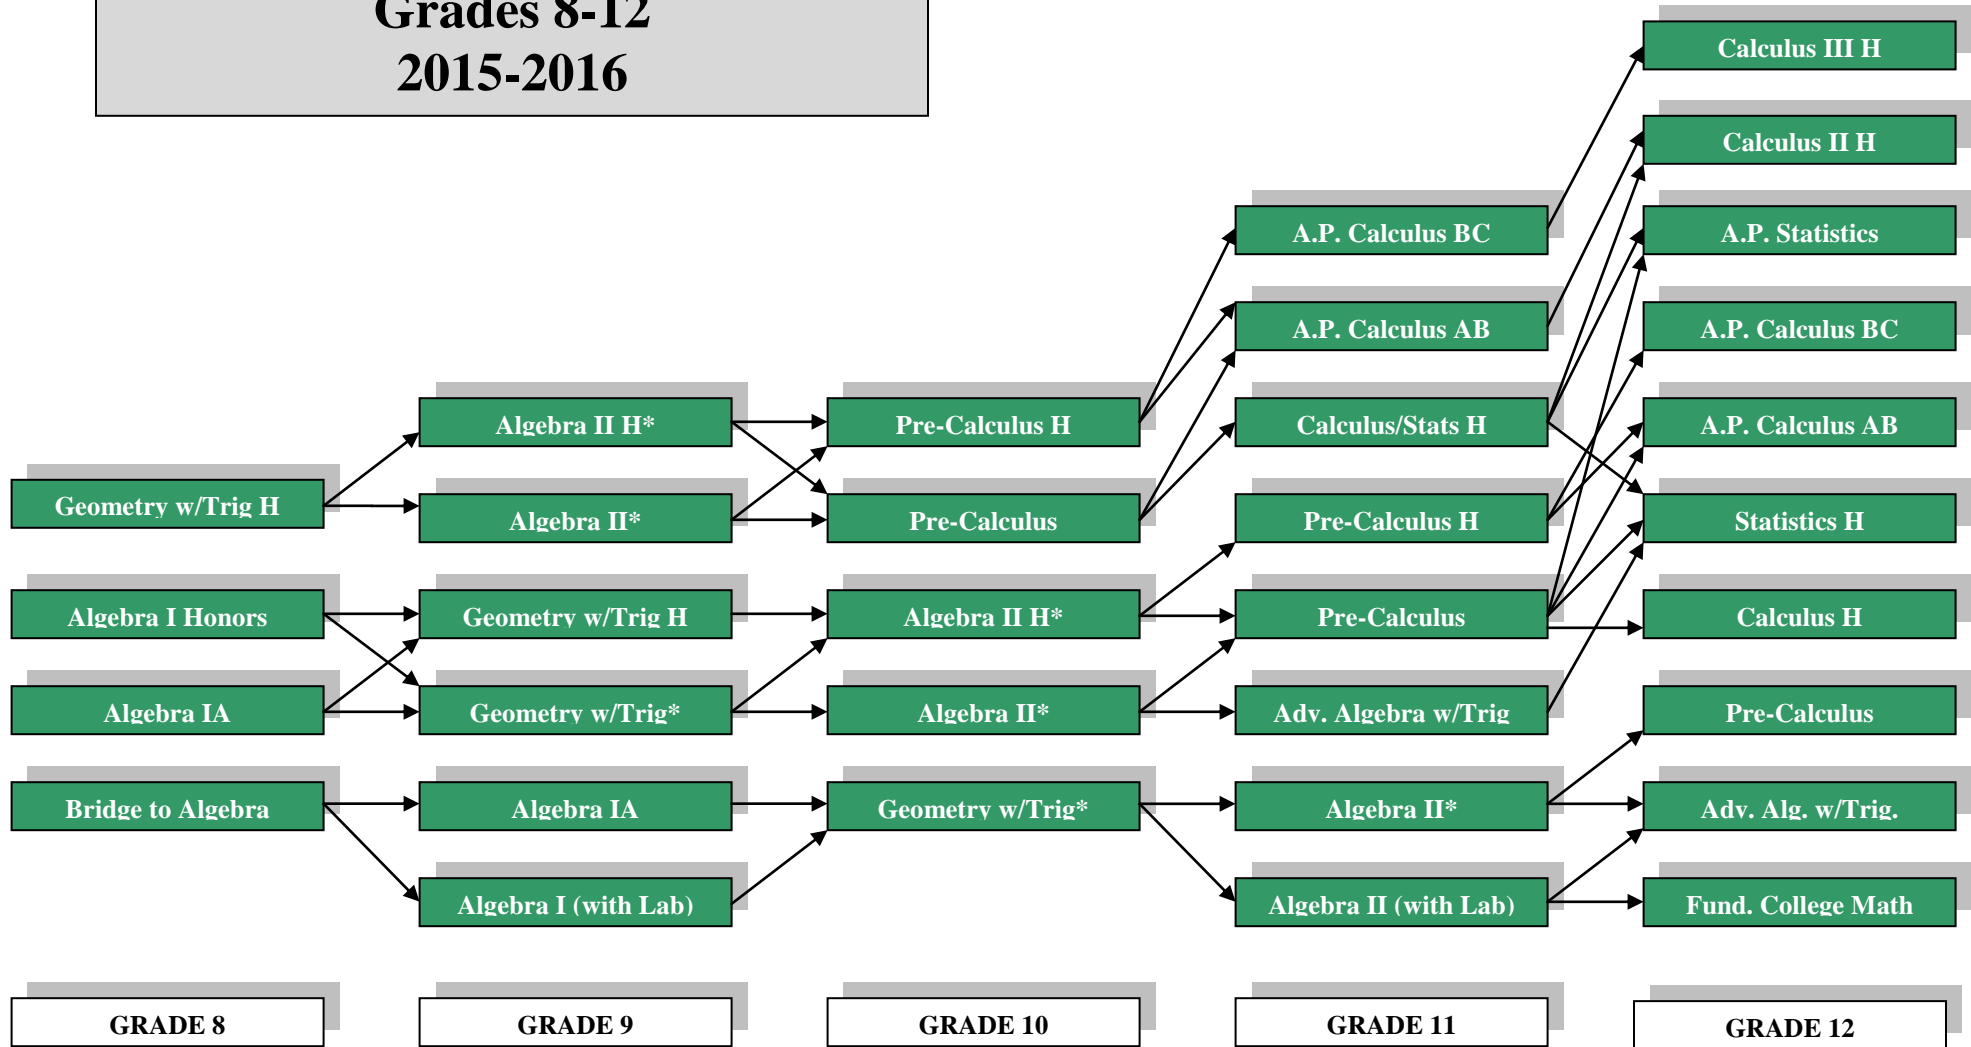 Grades 8-12
2015-2016
Calculus III H
Calculus II H
A.P. Calculus BC
A.P. Statistics
A.P. Calculus AB
A.P. Calculus BC
Algebra II H*
Pre-Calculus H
Calculus/Stats H
A.P. Calculus AB
Geometry w/Trig H
Algebra II*
Pre-Calculus
Pre-Calculus H
Statistics H
Algebra I Honors
Geometry w/Trig H
Algebra II H*
Pre-Calculus
Calculus H
Algebra IA
Geometry w/Trig*
Algebra II*
Adv. Algebra w/Trig
Pre-Calculus
Bridge to Algebra
Algebra IA
Geometry w/Trig*
Algebra II*
Adv. Alg. w/Trig.
Algebra I (with Lab)
Algebra II (with Lab)
Fund. College Math
GRADE 8
GRADE 9
GRADE 10
GRADE 11
GRADE 12